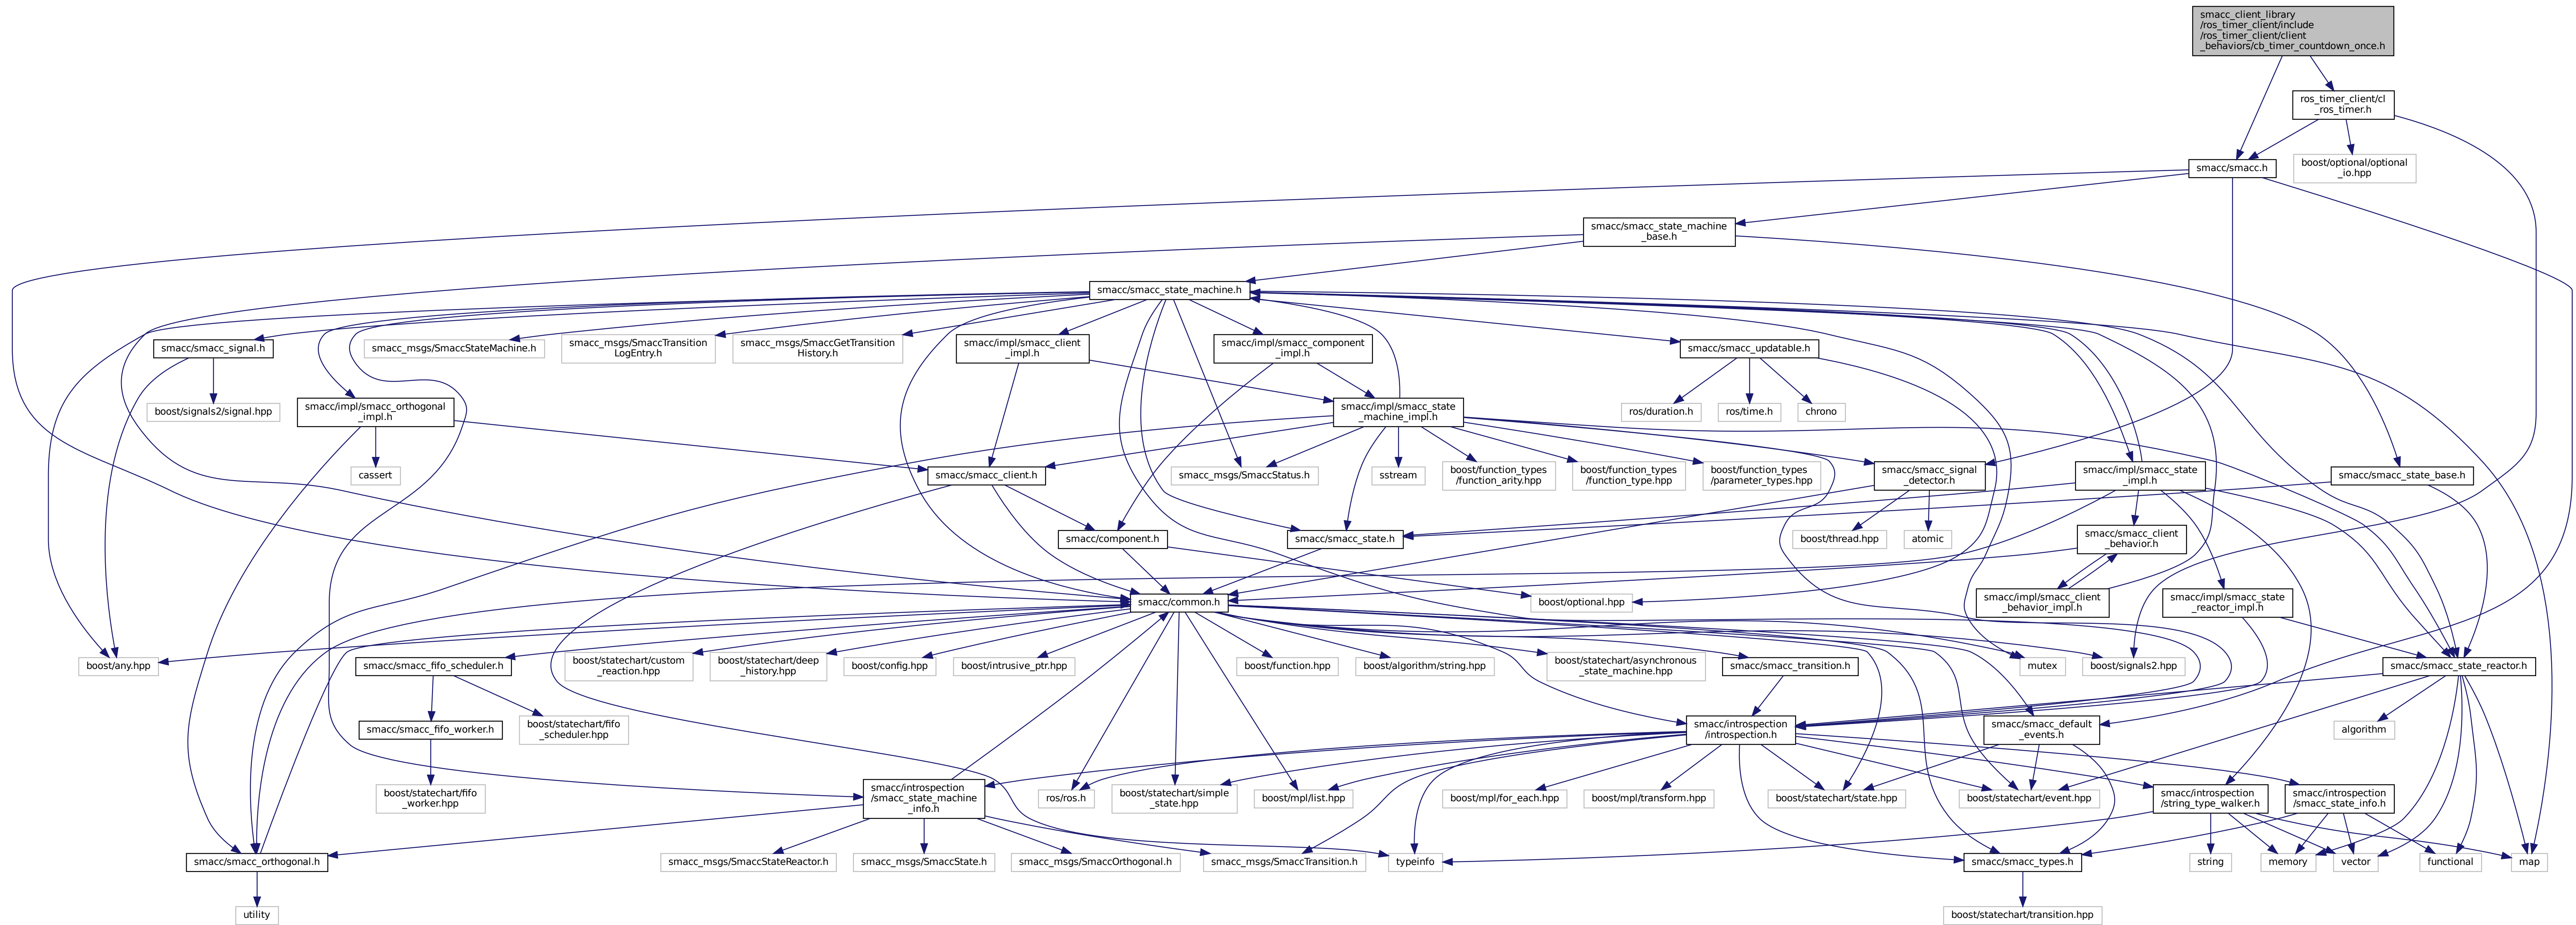 smacc_client_library
/ros_timer_client/include
/ros_timer_client/client
_behaviors/cb_timer_countdown_once.h
ros_timer_client/cl
_ros_timer.h
smacc/smacc.h
boost/optional/optional
_io.hpp
smacc/smacc_state_machine
_base.h
smacc/smacc_state_machine.h
smacc/smacc_signal.h
smacc_msgs/SmaccStateMachine.h
smacc_msgs/SmaccTransition
LogEntry.h
smacc_msgs/SmaccGetTransition
History.h
smacc/impl/smacc_client
_impl.h
smacc/impl/smacc_component
_impl.h
smacc/smacc_updatable.h
boost/signals2/signal.hpp
smacc/impl/smacc_orthogonal
_impl.h
smacc/impl/smacc_state
_machine_impl.h
ros/duration.h
ros/time.h
chrono
cassert
smacc/smacc_client.h
smacc_msgs/SmaccStatus.h
sstream
boost/function_types
/function_arity.hpp
boost/function_types
/function_type.hpp
boost/function_types
/parameter_types.hpp
smacc/smacc_signal
_detector.h
smacc/impl/smacc_state
_impl.h
smacc/smacc_state_base.h
smacc/component.h
smacc/smacc_state.h
boost/thread.hpp
atomic
smacc/smacc_client
_behavior.h
smacc/common.h
boost/optional.hpp
smacc/impl/smacc_client
_behavior_impl.h
smacc/impl/smacc_state
_reactor_impl.h
boost/any.hpp
smacc/smacc_fifo_scheduler.h
boost/statechart/custom
_reaction.hpp
boost/statechart/deep
_history.hpp
boost/config.hpp
boost/intrusive_ptr.hpp
boost/function.hpp
boost/algorithm/string.hpp
boost/statechart/asynchronous
_state_machine.hpp
smacc/smacc_transition.h
mutex
boost/signals2.hpp
smacc/smacc_state_reactor.h
smacc/smacc_fifo_worker.h
boost/statechart/fifo
_scheduler.hpp
smacc/introspection
/introspection.h
smacc/smacc_default
_events.h
algorithm
boost/statechart/fifo
_worker.hpp
smacc/introspection
/smacc_state_machine
_info.h
ros/ros.h
boost/statechart/simple
_state.hpp
boost/mpl/list.hpp
boost/mpl/for_each.hpp
boost/mpl/transform.hpp
boost/statechart/state.hpp
boost/statechart/event.hpp
smacc/introspection
/string_type_walker.h
smacc/introspection
/smacc_state_info.h
smacc/smacc_orthogonal.h
smacc_msgs/SmaccStateReactor.h
smacc_msgs/SmaccState.h
smacc_msgs/SmaccOrthogonal.h
smacc_msgs/SmaccTransition.h
typeinfo
smacc/smacc_types.h
string
memory
vector
functional
map
utility
boost/statechart/transition.hpp